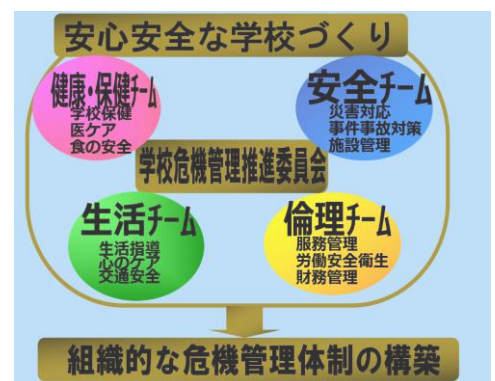 安心安全な学校づくり
健康・保健チーム
学校保健
医ケア
食の安全
安全チーム
災害対応
事件事故対策
施設管理
学校危機管理推進委員会
生活チーム
生活指導
心のケア
交通安全
倫理チーム
服務管理
労働安全衛生
財務管理
組織的な危機管理体制の構築